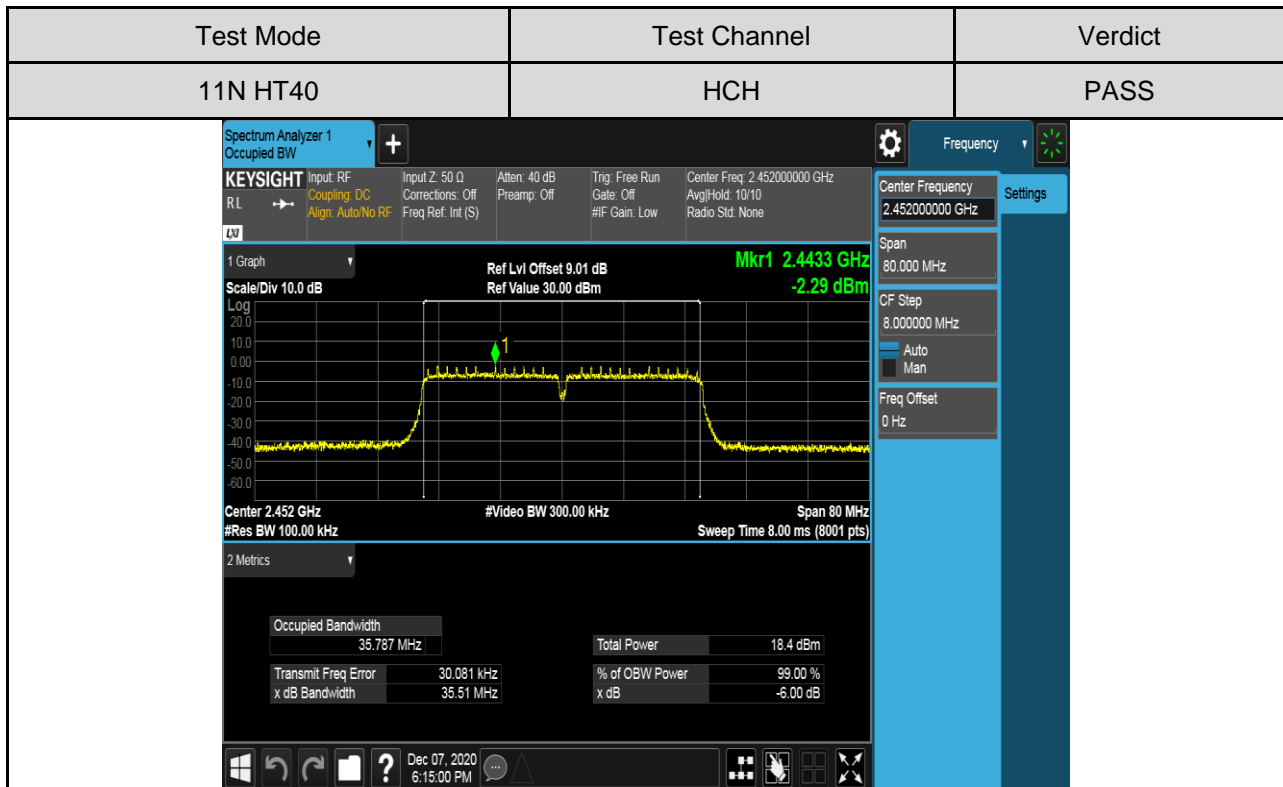 Test Mode Test Channel Verdict
11N HT40 HCH PASS
Spectrum Analyzer 1
Occupied BW
+
Frequency
KEYSIGHT Input: RF Input Z: 50 Ω Atten: 40 dB Trig: Free Run Center Freq: 2.452000000 GHz
RL Coupling: DC Corrections: Off Preamp: Off Gate: Off Avg|Hold: 10/10
Align: Auto/No RF Freq Ref: Int (S) #IF Gain: Low Radio Std: None
LXI
Center Frequency
2.452000000 GHz
Settings
Span
80.000 MHz
CF Step
8.000000 MHz
Auto
Man
Freq Offset
0 Hz
1 Graph Ref Lvl Offset 9.01 dB Mkr1 2.4433 GHz
Scale/Div 10.0 dB Ref Value 30.00 dBm -2.29 dBm
Log
20.0
10.0
1
0.00
-10.0
-20.0
-30.0
-40.0
-50.0
-60.0
Center 2.452 GHz #Video BW 300.00 kHz Span 80 MHz
#Res BW 100.00 kHz Sweep Time 8.00 ms (8001 pts)
2 Metrics
Occupied Bandwidth
35.787 MHz Total Power 18.4 dBm
Transmit Freq Error 30.081 kHz % of OBW Power 99.00 %
x dB Bandwidth 35.51 MHz x dB -6.00 dB
? Dec 07, 2020
6:15:00 PM